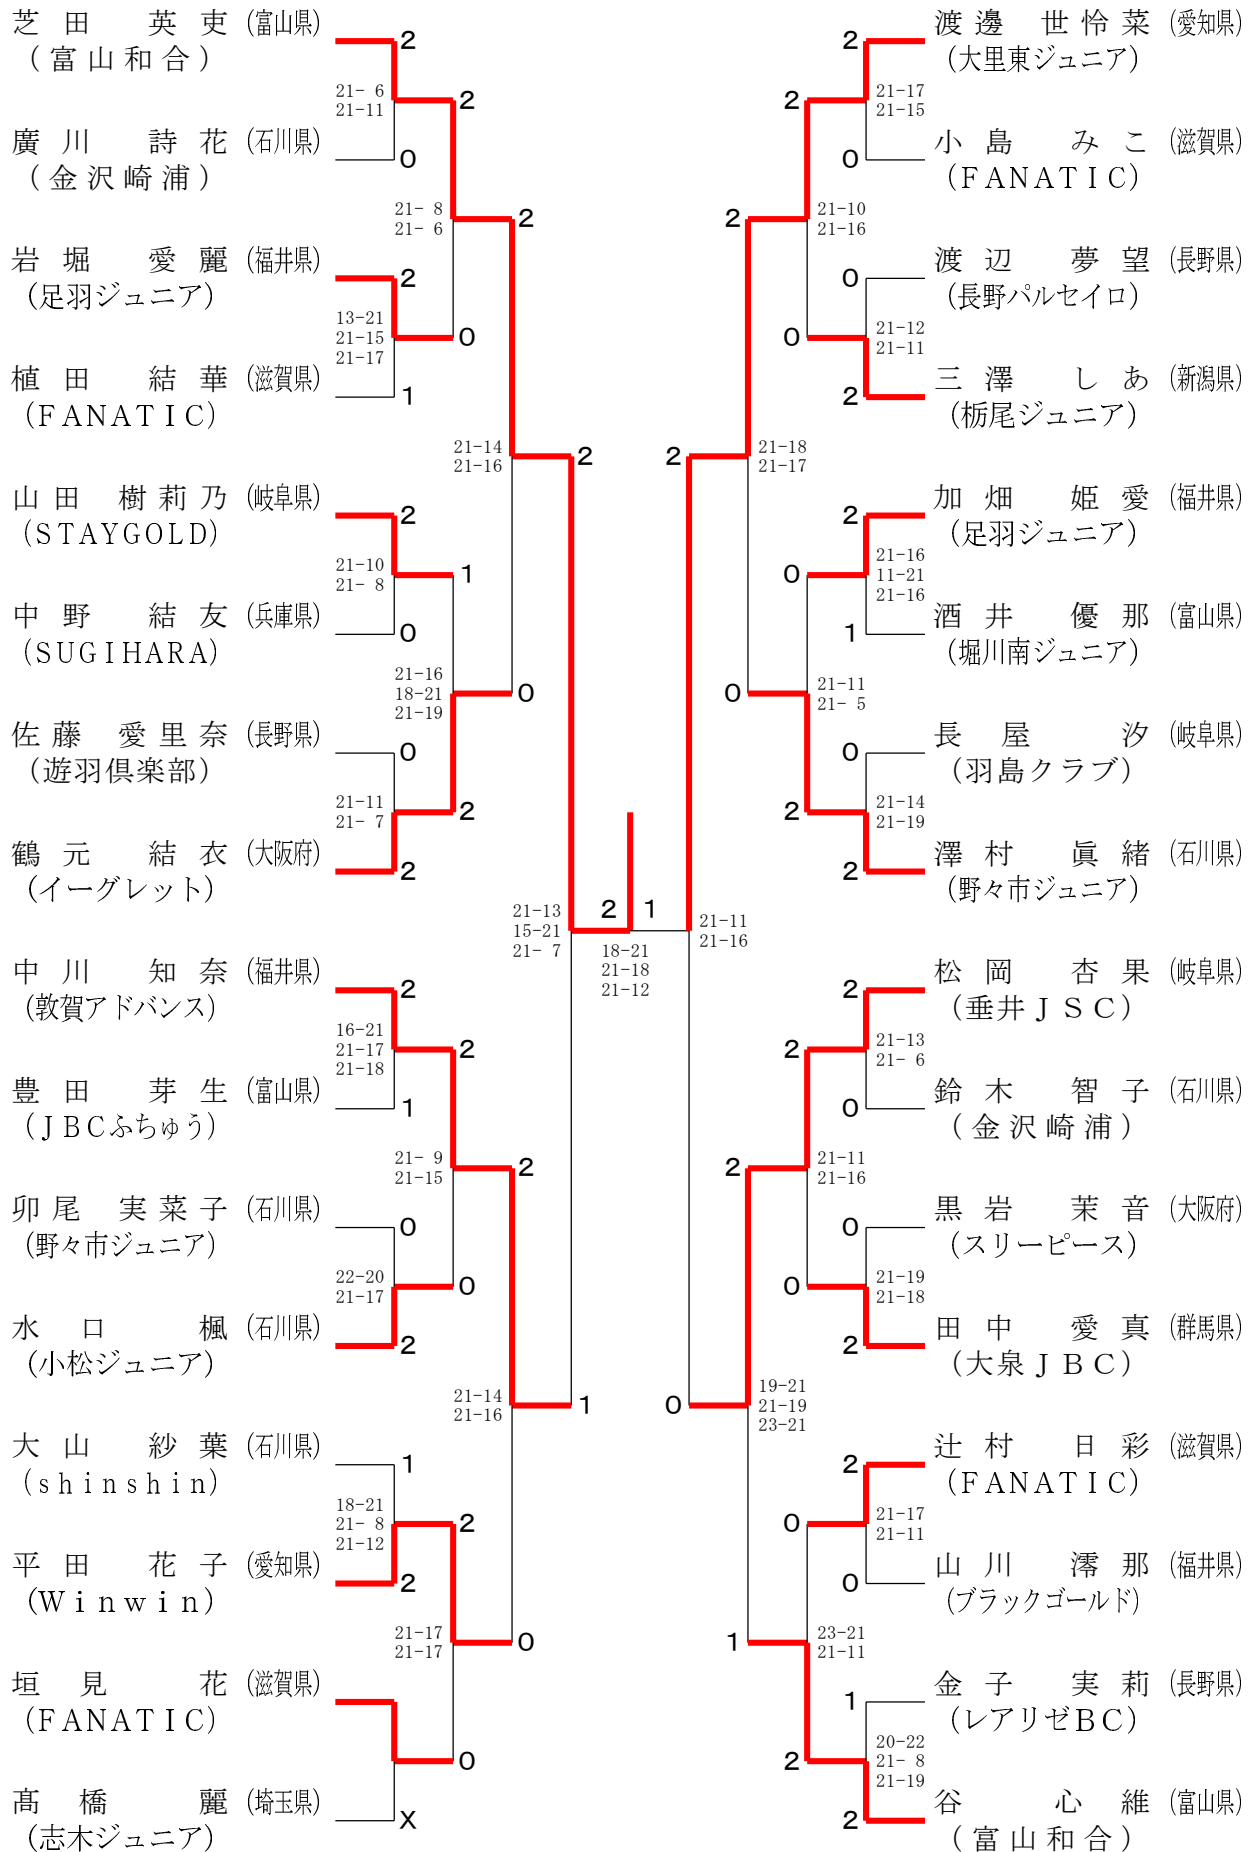 芝田 英吏 (富山県)
(富山和合)
2
21- 6
21-11
2
廣川 詩花 (石川県)
(金沢崎浦)
0
21- 8
21- 6
2
岩堀 愛麗 (福井県)
(足羽ジュニア)
2
13-21
21-15
21-17
0
植田 結華 (滋賀県)
(FANATIC)
1
21-14
21-16
2
山田 樹莉乃 (岐阜県)
(STAYGOLD)
2
21-10
21- 8
1
中野 結友 (兵庫県)
(SUGIHARA)
0
21-16
18-21
21-19
0
佐藤 愛里奈 (長野県)
(遊羽倶楽部)
0
21-11
21- 7
2
鶴元 結衣 (大阪府)
(イーグレット)
2
21-13
15-21
21- 7
中川 知奈 (福井県)
(敦賀アドバンス)
2
16-21
21-17
21-18
2
豊田 芽生 (富山県)
(JBCふちゅう)
1
21- 9
21-15
2
卯尾 実菜子 (石川県)
(野々市ジュニア)
0
22-20
21-17
0
水口 楓 (石川県)
(小松ジュニア)
2
21-14
21-16
1
大山 紗葉 (石川県)
(shinshin)
1
18-21
21- 8
21-12
2
平田 花子 (愛知県)
(Winwin)
2
21-17
21-17
0
垣見 花 (滋賀県)
(FANATIC)
0
髙橋 麗 (埼玉県)
(志木ジュニア)
X
2 1
18-21
21-18
21-12
渡邊 世怜菜 (愛知県)
(大里東ジュニア)
2
21-17
21-15
2
小島 みこ (滋賀県)
(FANATIC)
0
21-10
21-16
2
渡辺 夢望 (長野県)
(長野パルセイロ)
0
21-12
21-11
0
三澤 しあ (新潟県)
(栃尾ジュニア)
2
21-18
21-17
2
加畑 姫愛 (福井県)
(足羽ジュニア)
2
21-16
11-21
21-16
0
酒井 優那 (富山県)
(堀川南ジュニア)
1
21-11
21- 5
0
長屋 汐 (岐阜県)
(羽島クラブ)
0
21-14
21-19
2
澤村 眞緒 (石川県)
(野々市ジュニア)
2
21-11
21-16
松岡 杏果 (岐阜県)
(垂井JSC)
2
21-13
21- 6
2
鈴木 智子 (石川県)
(金沢崎浦)
0
21-11
21-16
2
黒岩 茉音 (大阪府)
(スリーピース)
0
21-19
21-18
0
田中 愛真 (群馬県)
(大泉JBC)
2
19-21
21-19
23-21
0
辻村 日彩 (滋賀県)
(FANATIC)
2
21-17
21-11
0
山川 澪那 (福井県)
(ブラックゴールド)
0
23-21
21-11
1
金子 実莉 (長野県)
(レアリゼBC)
1
20-22
21- 8
21-19
2
谷 心維 (富山県)
(富山和合)
2